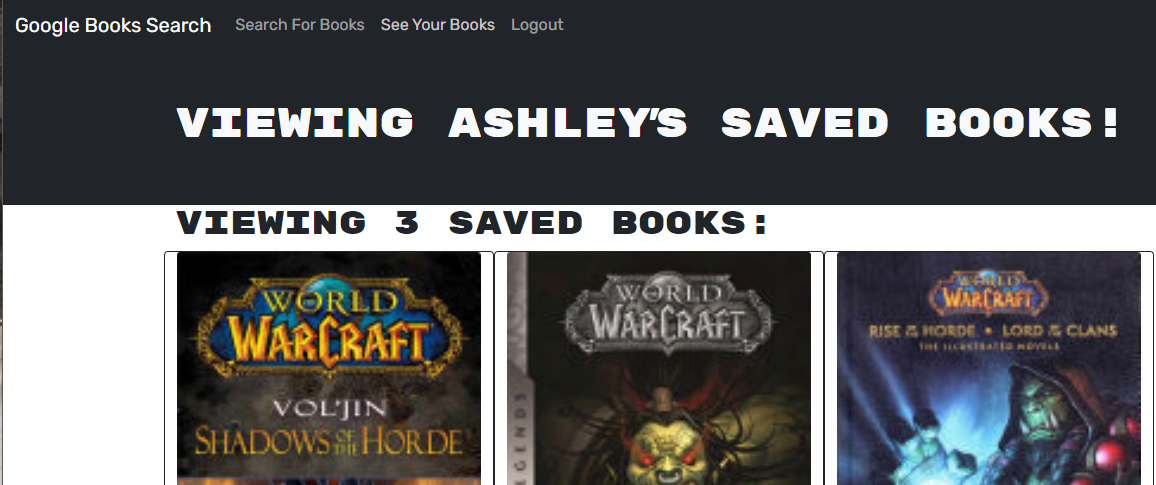 Google Books Search Search For Books See Your Books Logout
VIEWING ASHLEY'S SAVED BOOKS!
VIEWING 3 SAVED BOOKS:
WORLD
OF
WARCRAFT
VOL'JIN
SHADOWS OF THE HORDE
WORLD
OF
WARCRAFT
LEGENDS
WORLD
OF
WARCRAFT
RISE OF THE HORDE • LORD OF THE CLANS
THE ILLUSTRATED NOVELS